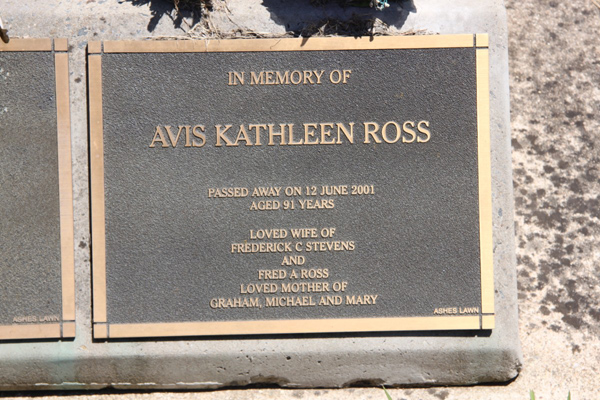 IN MEMORY OF
AVIS KATHLEEN ROSS
PASSED AWAY ON 12 JUNE 2001
AGED 91 YEARS
LOVED WIFE OF
FREDERICK C STEVENS
AND
FRED A ROSS
LOVED MOTHER OF
GRAHAM, MICHAEL AND MARY
ASHES LAWN
ASHES LAWN